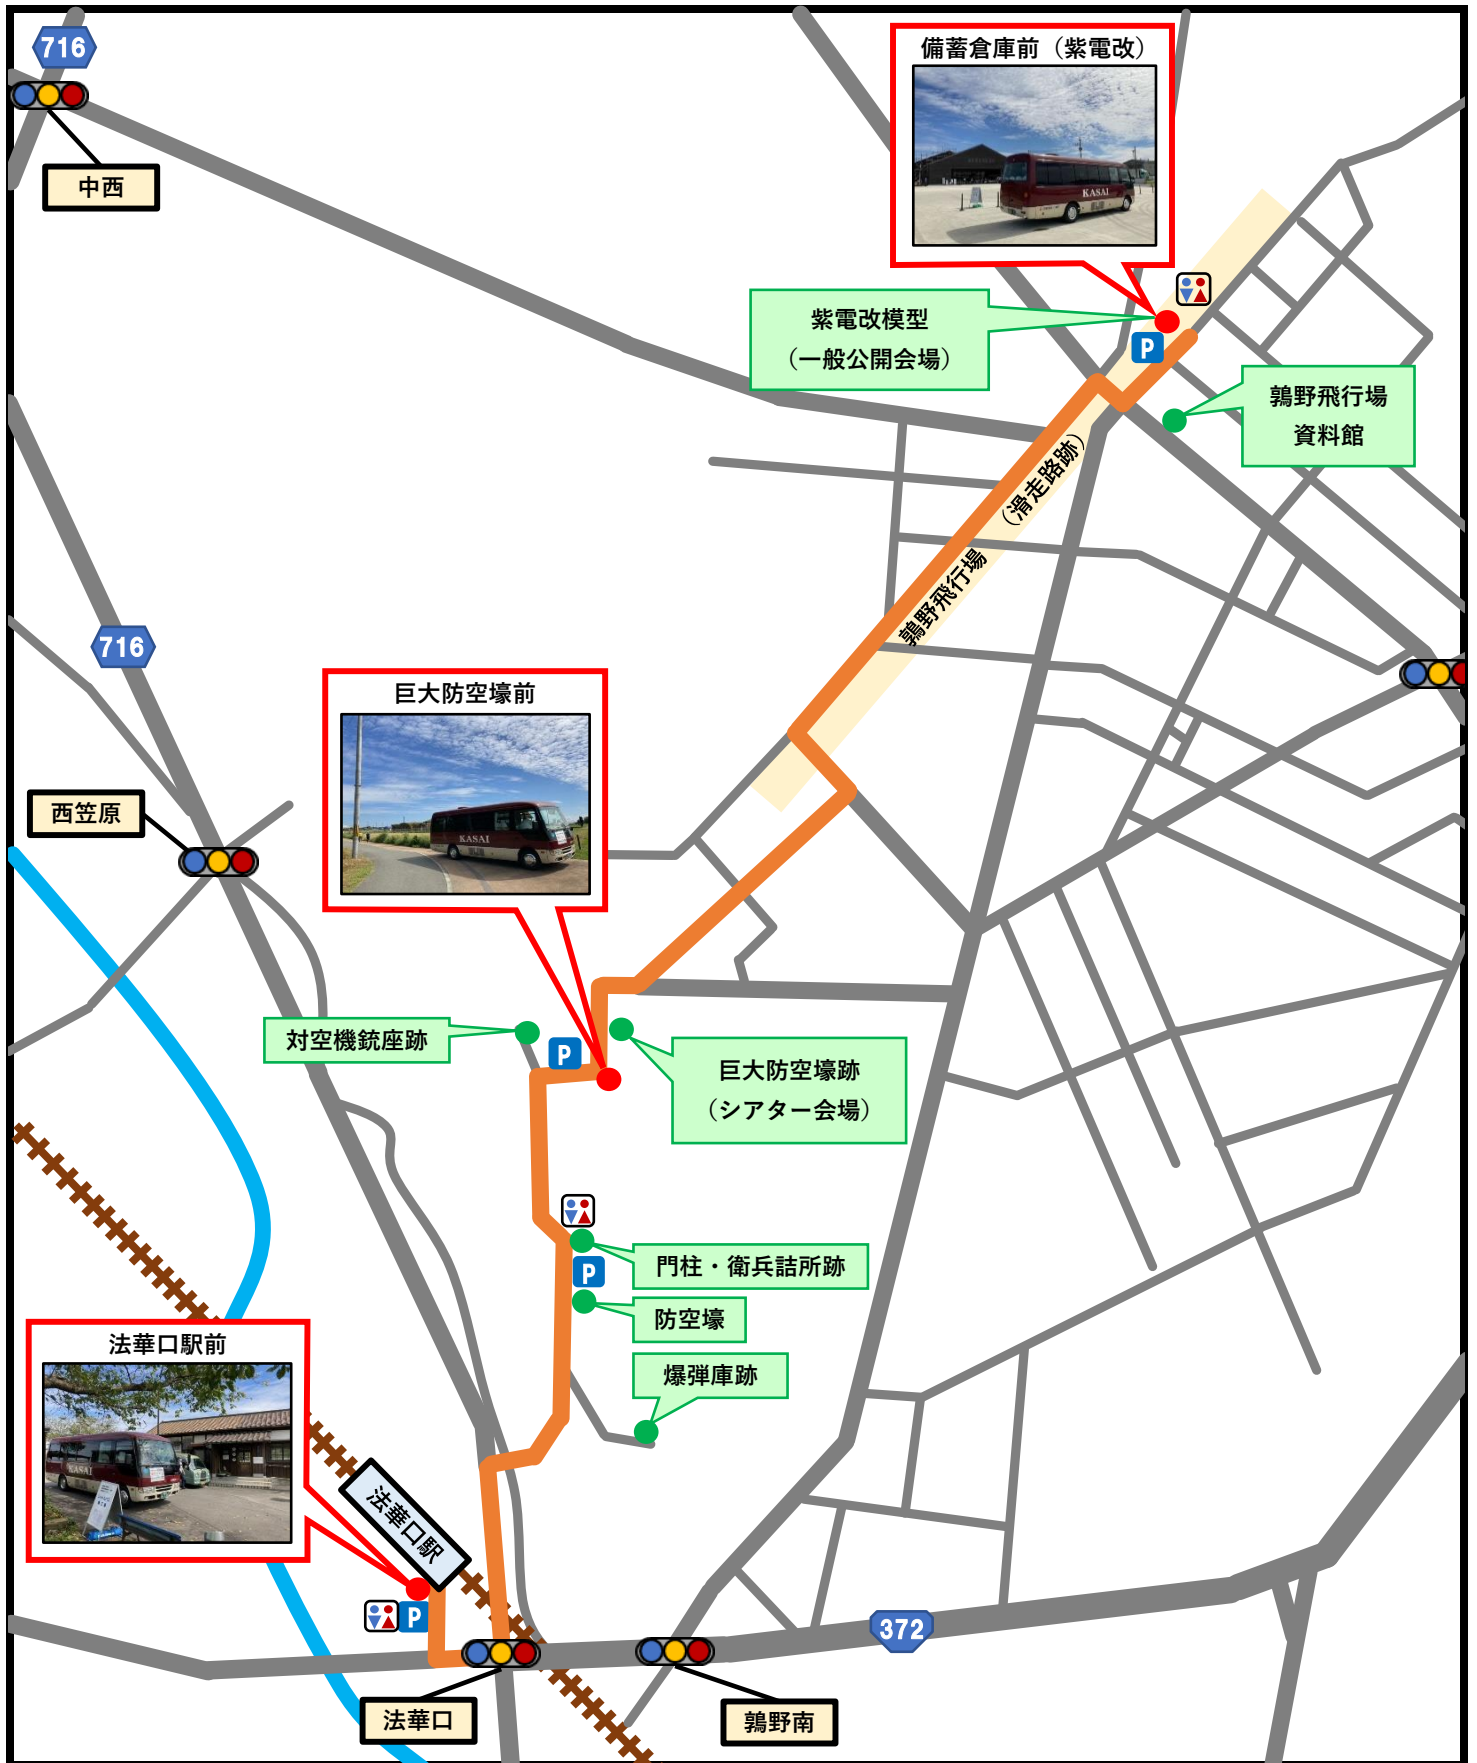 716
中西
備蓄倉庫前（紫電改）
KASAI
紫電改模型
（一般公開会場）
P
鶉野飛行場
資料館
鶉野飛行場　（滑走路跡）
716
巨大防空壕前
KASAI
西笠原
対空機銃座跡
P
巨大防空壕跡
（シアター会場）
門柱・衛兵詰所跡
P
防空壕
法華口駅前
KASAI
爆弾庫跡
法華口駅
P
372
法華口
鶉野南